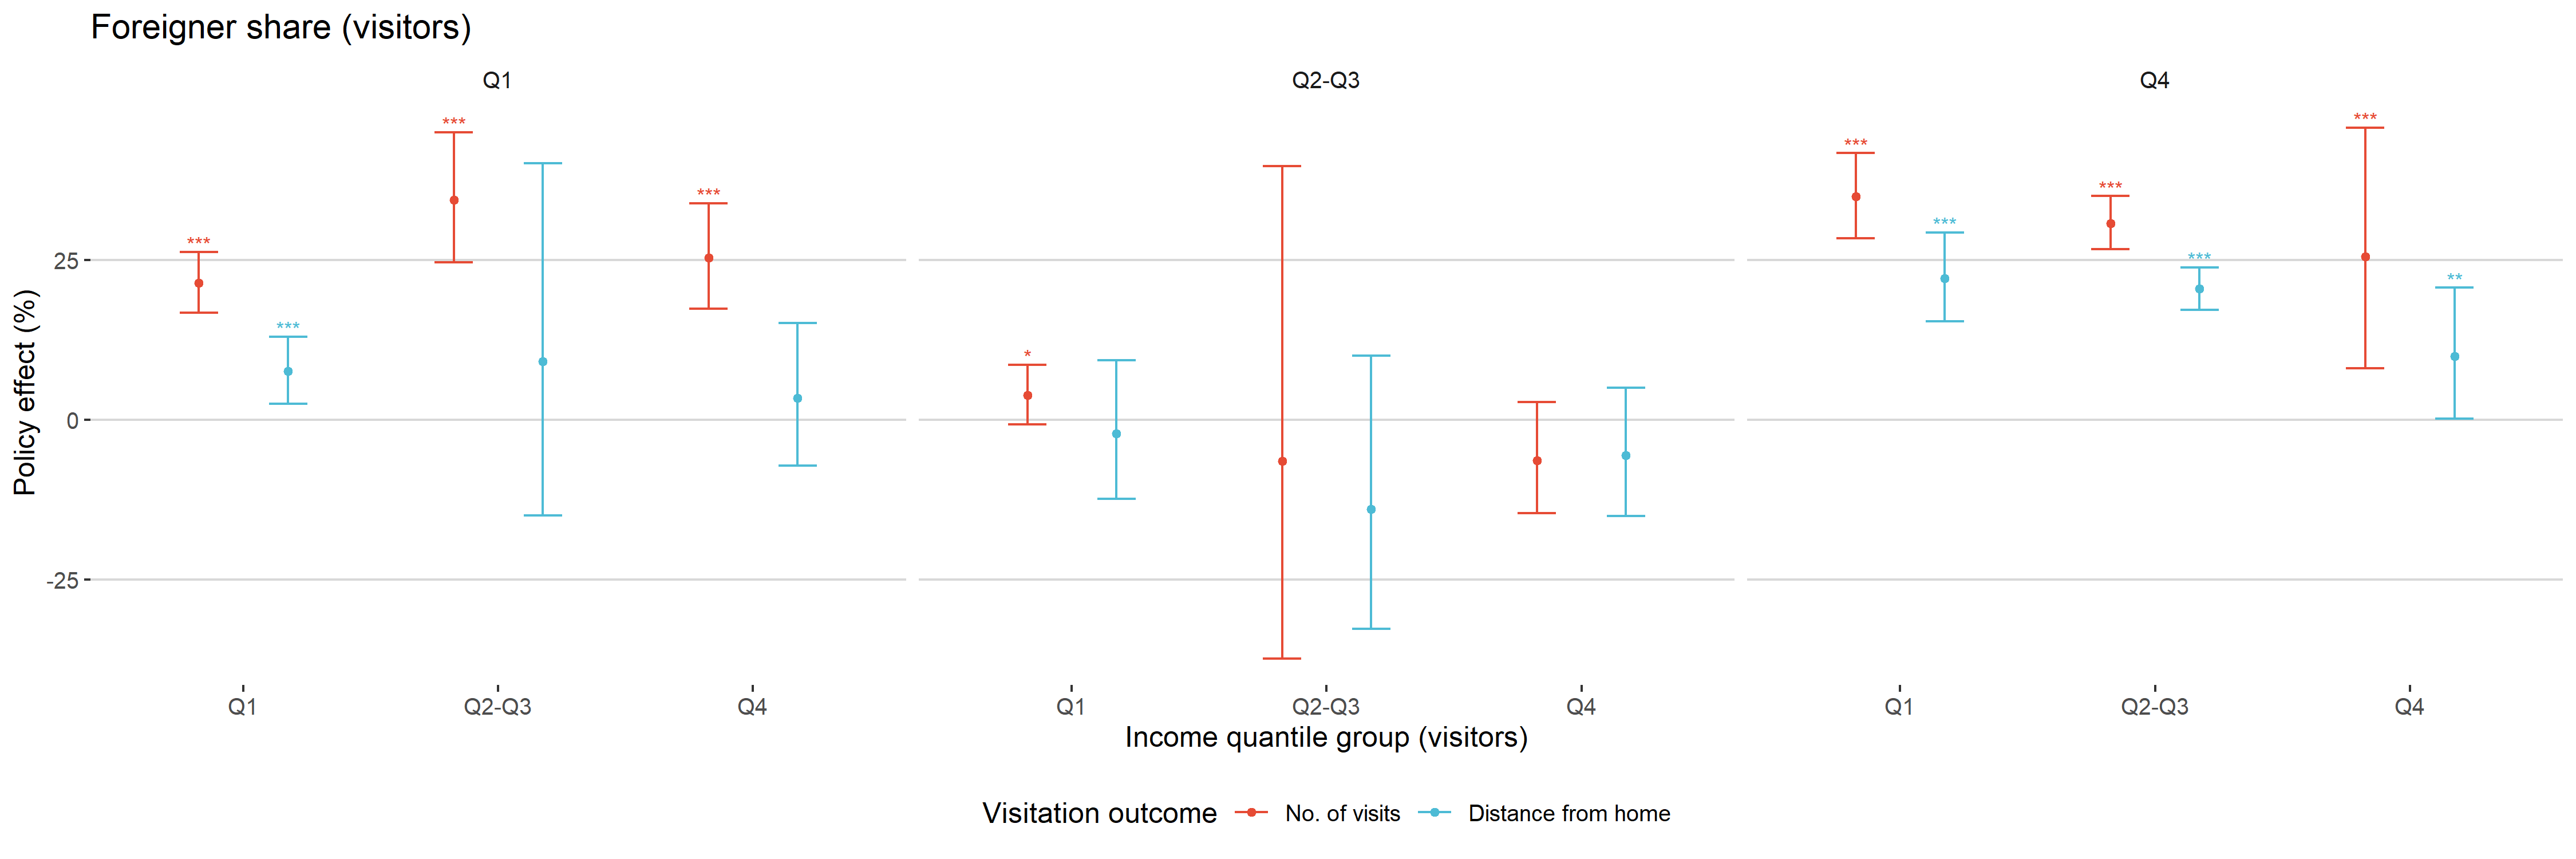 Foreigner share (visitors)
Q1 Q2-Q3 Q4
*** *** *** *** * *** *** *** *** *** **
Policy effect (%)
25
0
-25
Q1 Q2-Q3 Q4 Q1 Q2-Q3 Q4 Q1 Q2-Q3 Q4
Income quantile group (visitors)
Visitation outcome No. of visits Distance from home